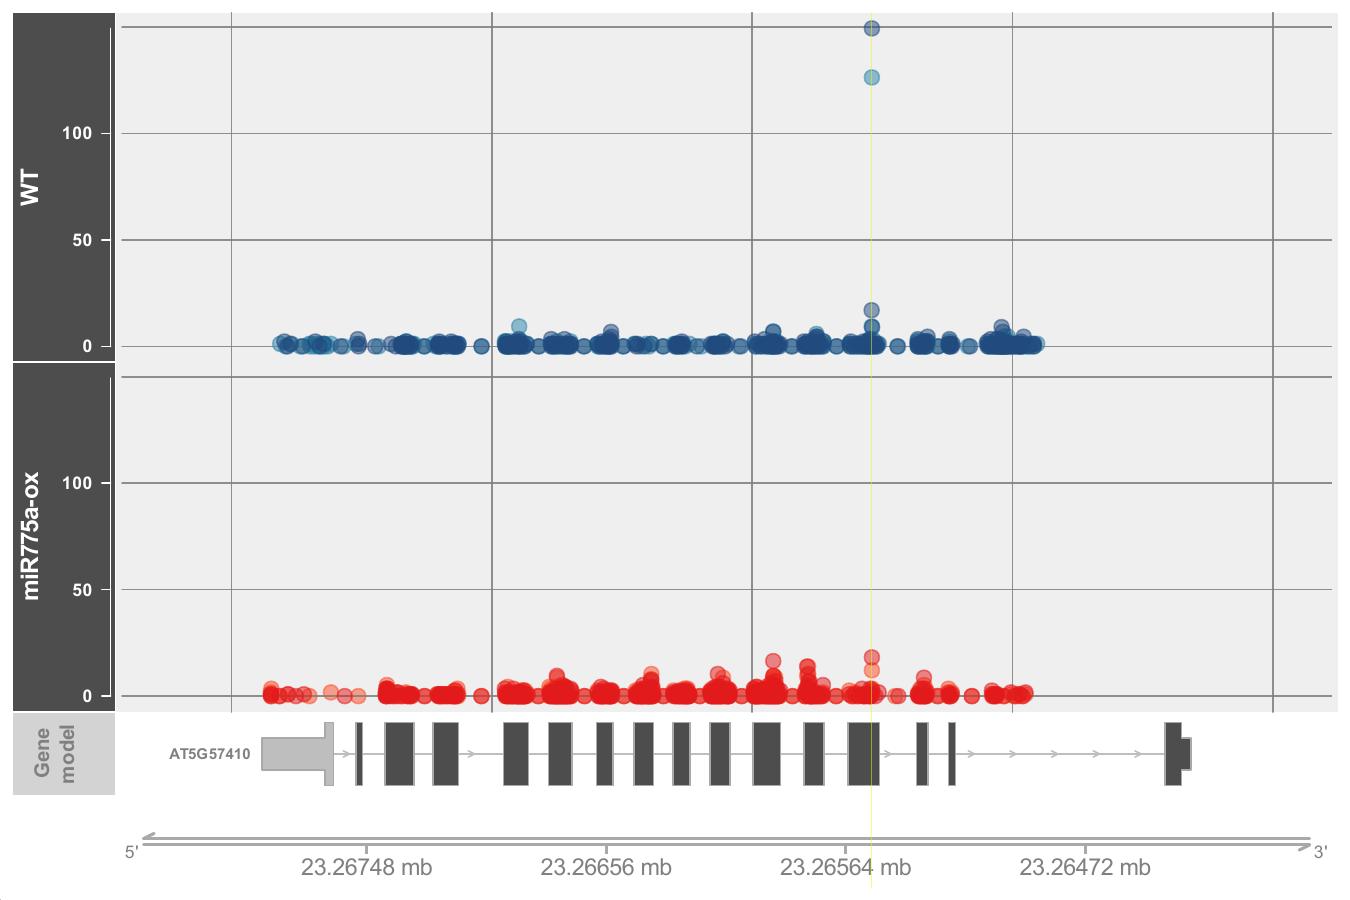 WT
100
50
0
miR775a-ox
100
50
0
Gene
model
AT5G57410
5'
3'
23.26748 mb
23.26656 mb
23.26564 mb
23.26472 mb